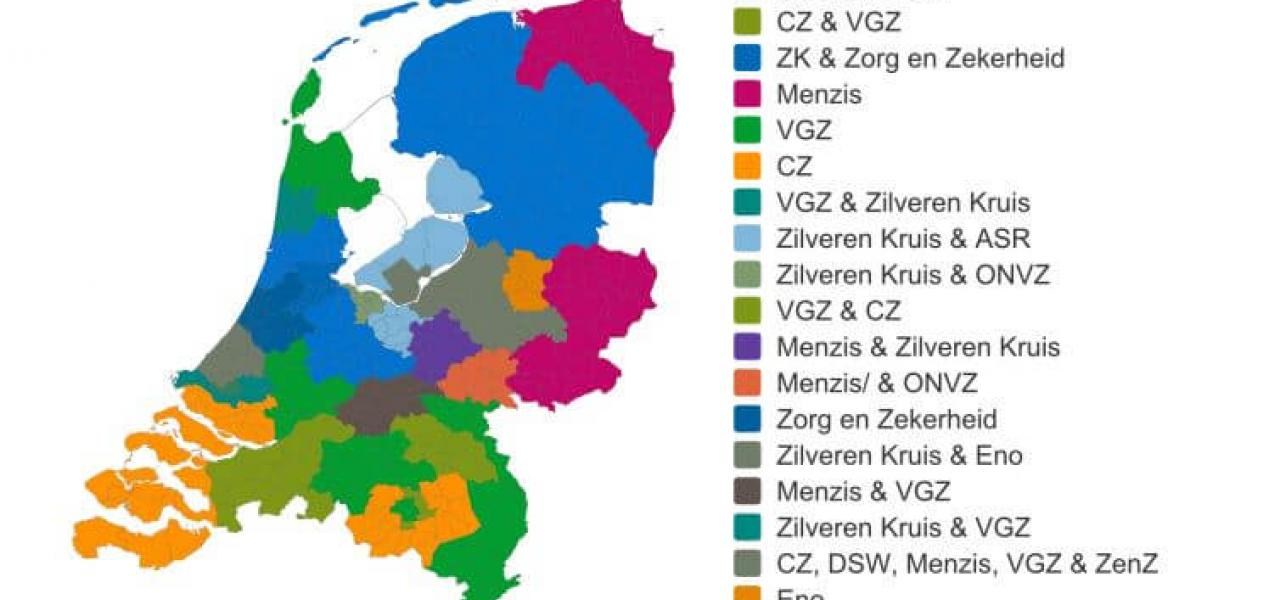 CZ & VGZ
ZK & Zorg en Zekerheid
Menzis
VGZ
CZ
VGZ & Zilveren Kruis
Zilveren Kruis & ASR
Zilveren Kruis & ONVZ
VGZ & CZ
Menzis & Zilveren Kruis
Menzis/ & ONVZ
Zorg en Zekerheid
Zilveren Kruis & Eno
Menzis & VGZ
Zilveren Kruis & VGZ
CZ, DSW, Menzis, VGZ & ZenZ
Eno